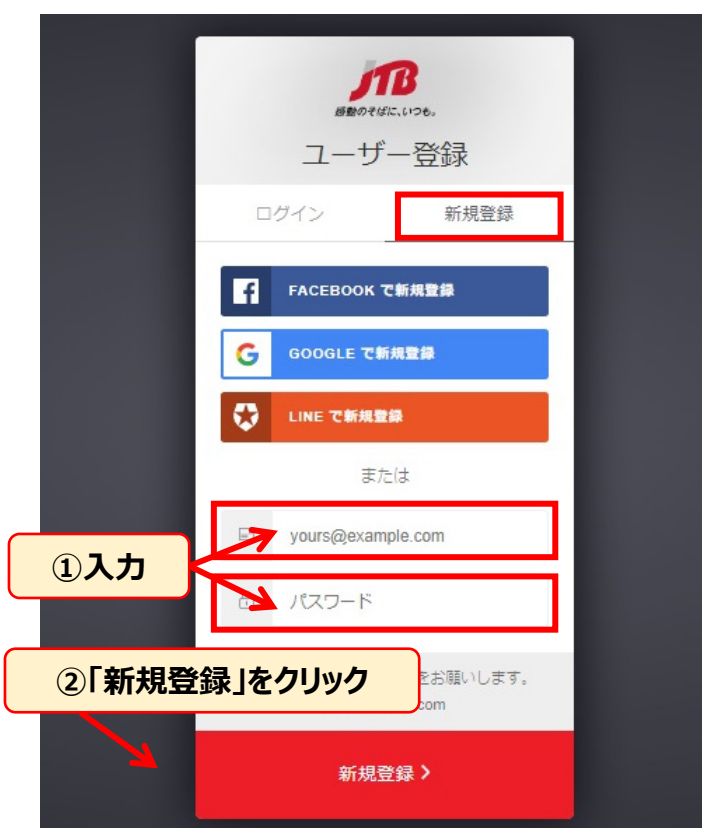 JTB
感動のそばに、いつも。
ユーザー登録
ログイン
新規登録
FACEBOOK で新規登録
GOOGLE で新規登録
LINE で新規登録
または
yours@example.com
①入力
パスワード
②「新規登録」をクリック
をお願いします。
com
新規登録 >